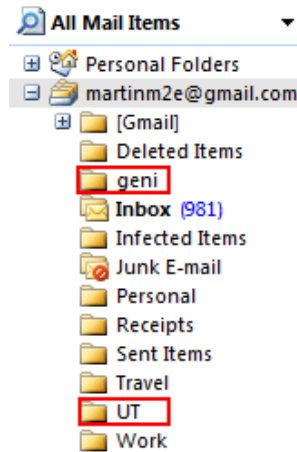 All Mail Items
Personal Folders
martinm2e@gmail.com
[Gmail]
Deleted Items
geni
Inbox (981)
Infected Items
Junk E-mail
Personal
Receipts
Sent Items
Travel
UT
Work